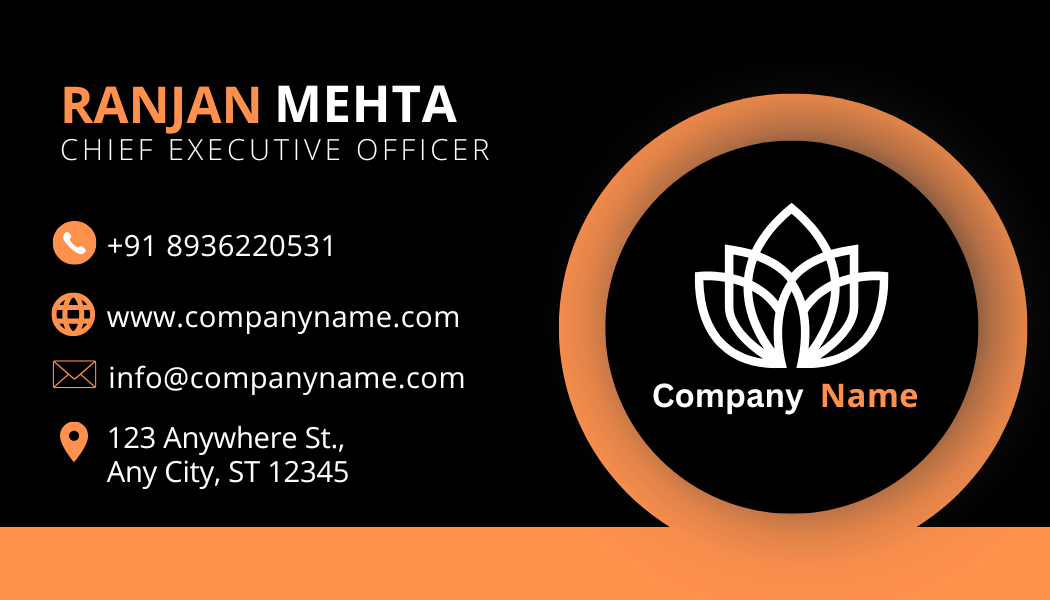 RANJAN MEHTA
CHIEF EXECUTIVE OFFICER
+91 8936220531
www.companyname.com
info@companyname.com
123 Anywhere St.,
Any City, ST 12345
Company Name